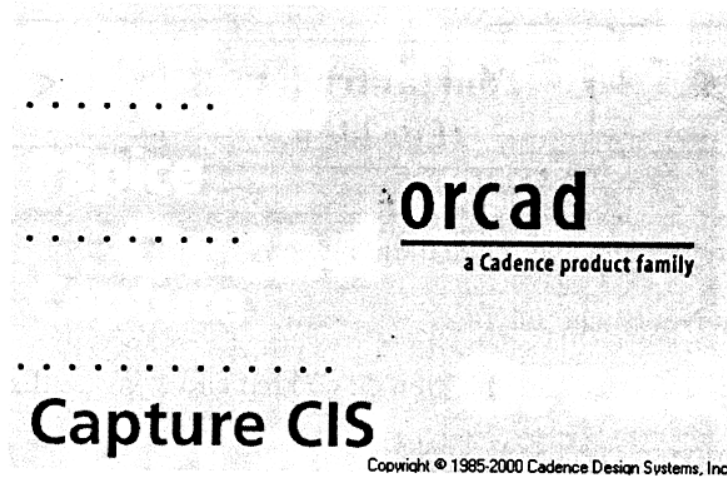 orcad
a Cadence product family
Capture CIS
Copyright © 1985-2000 Cadence Design Systems, Inc